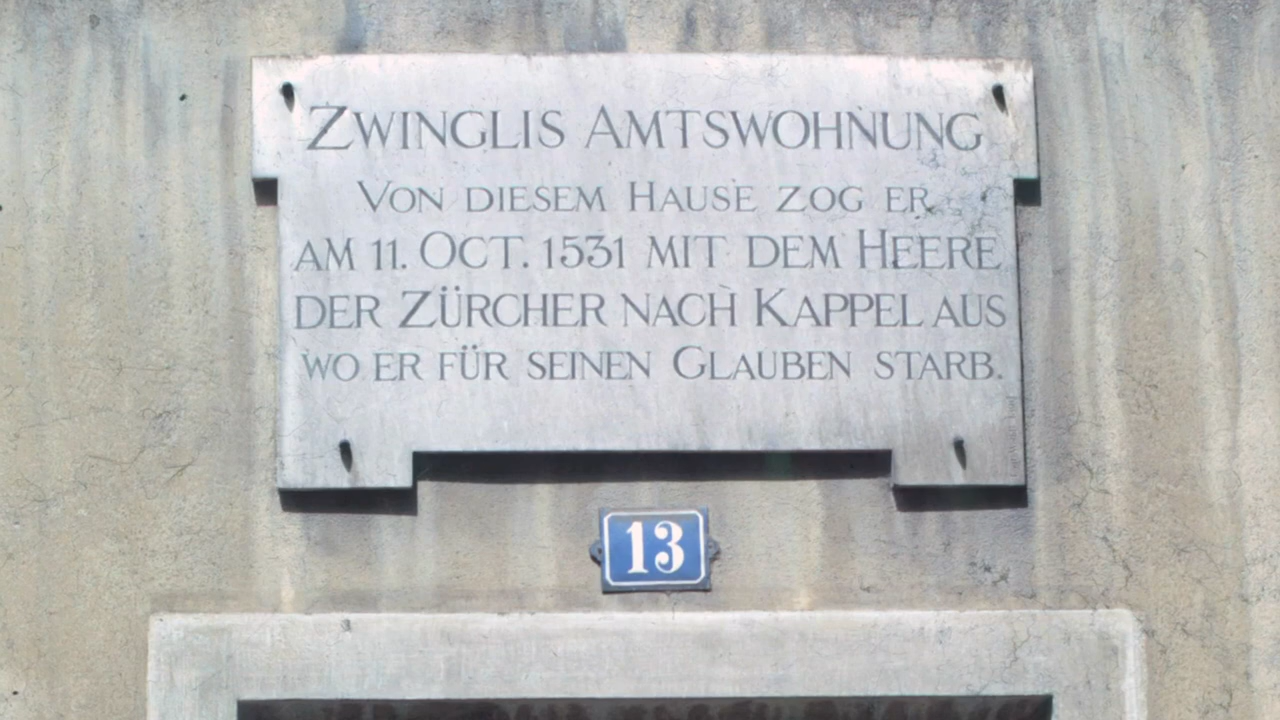 ZWINGLIS AMTSWOHNUNG
VON DIESEM HAUSE ZOG ER
AM 11. OCT. 1531 MIT DEM HEERE
DER ZÜRCHER NACH KAPPEL AUS
WO ER FÜR SEINEN GLAUBEN STARB.
13